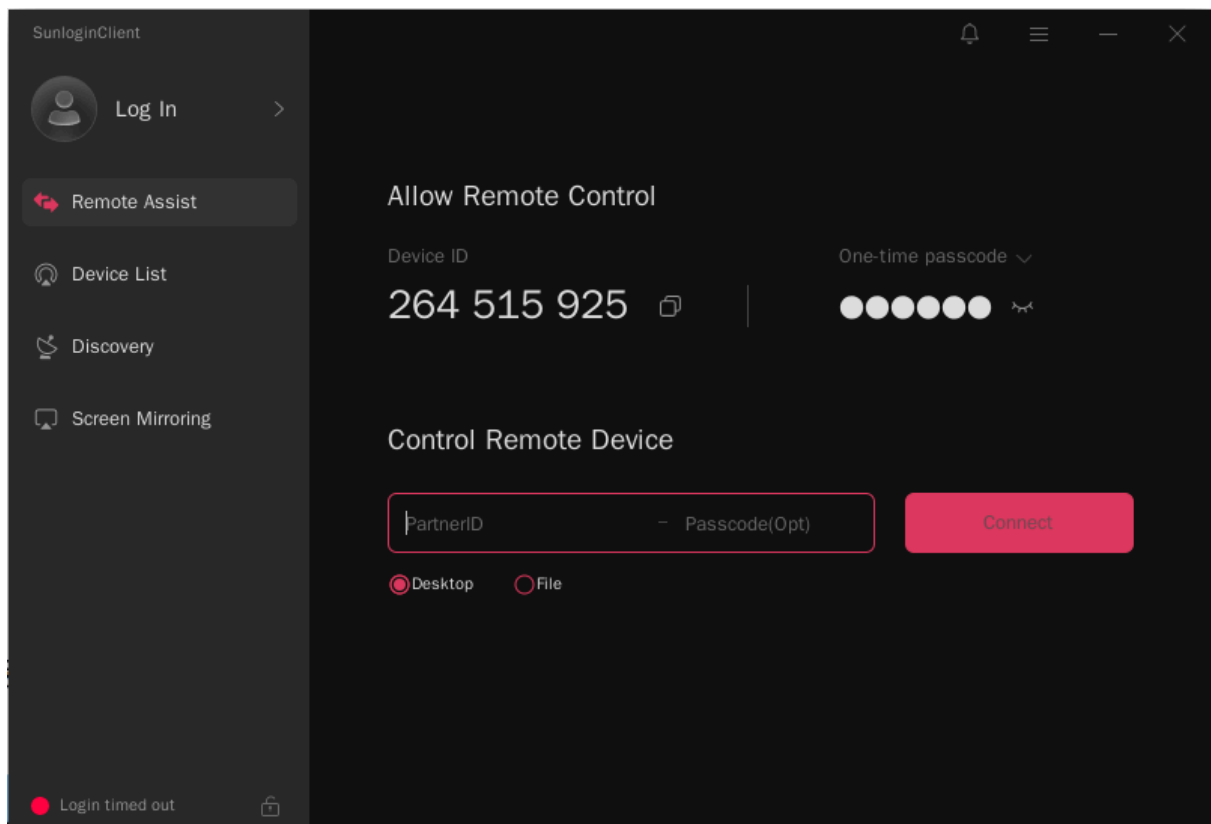 SunloginClient
Log In
Remote Assist
Device List
Discovery
Screen Mirroring
Login timed out
Allow Remote Control
Device ID
One-time passcode
264 515 925
Control Remote Device
PartnerID – Passcode(Opt)
Connect
Desktop
File